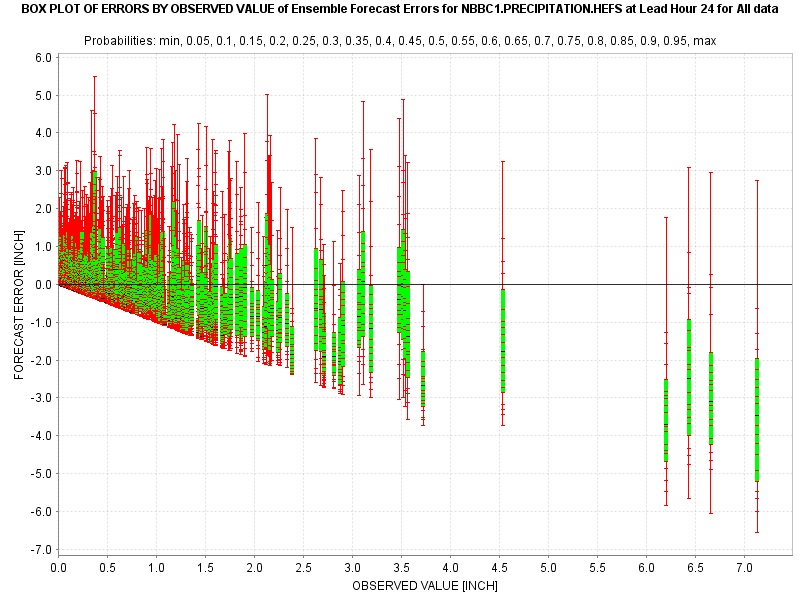 BOX PLOT OF ERRORS BY OBSERVED VALUE of Ensemble Forecast Errors for NBBC1.PRECIPITATION.HEFS at Lead Hour 24 for All data
Probabilities: min, 0.05, 0.1, 0.15, 0.2, 0.25, 0.3, 0.35, 0.4, 0.45, 0.5, 0.55, 0.6, 0.65, 0.7, 0.75, 0.8, 0.85, 0.9, 0.95, max
FORECAST ERROR [INCH]
6.0
5.0
4.0
3.0
2.0
1.0
0.0
-1.0
-2.0
-3.0
-4.0
-5.0
-6.0
-7.0
0.0 0.5 1.0 1.5 2.0 2.5 3.0 3.5 4.0 4.5 5.0 5.5 6.0 6.5 7.0
OBSERVED VALUE [INCH]